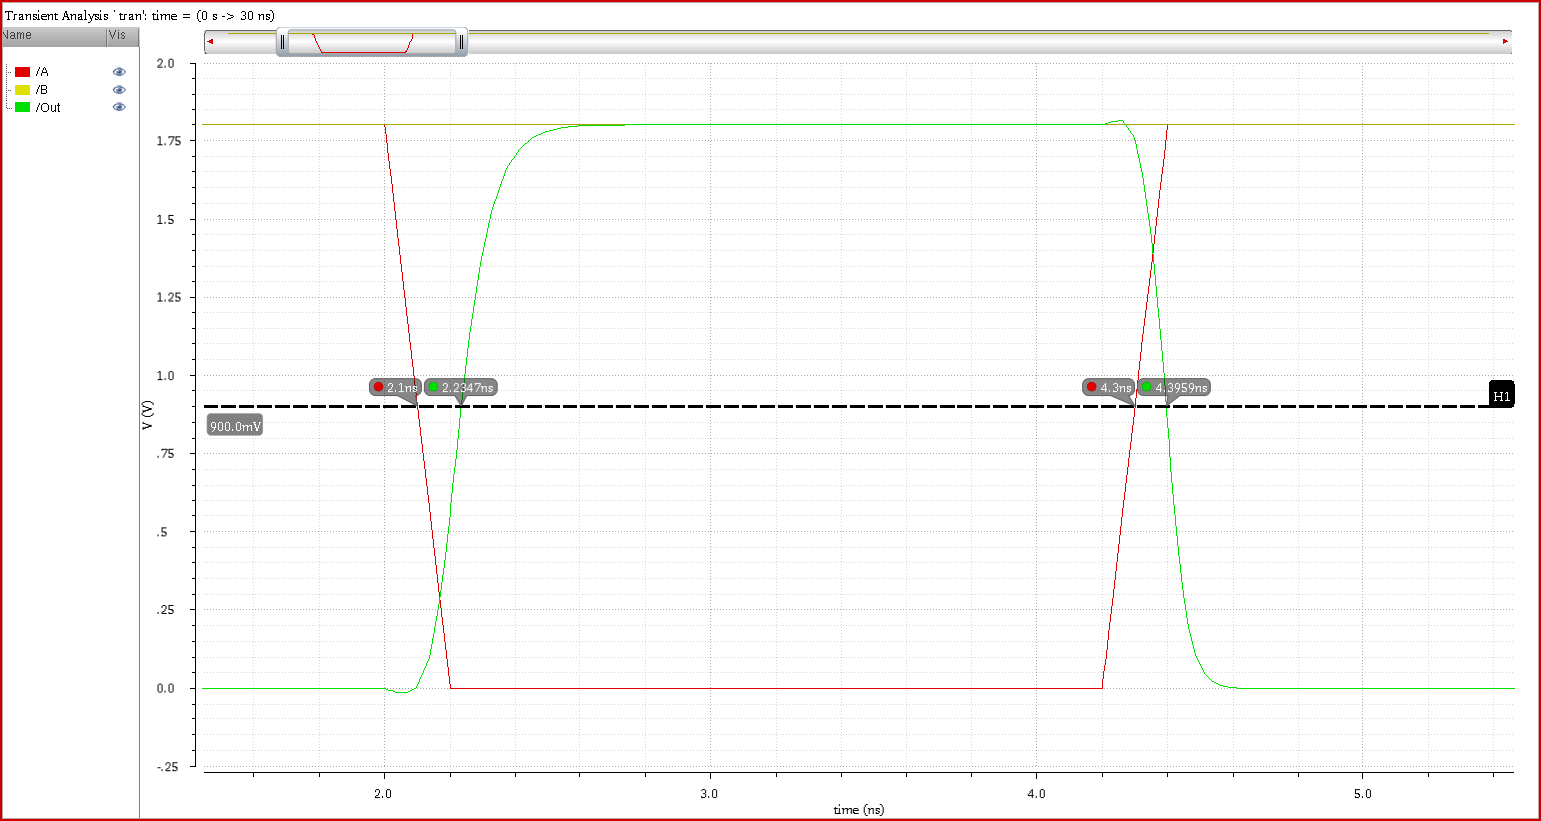 Transient Analysis `tran': time = (0 s -> 30 ns)
Name Vis
/A
/B
/Out
2.0
1.75
1.5
1.25
1.0
.75
.5
.25
0.0
-.25
V (V)
2.1ns 2.2347ns 4.3ns 4.3959ns
H1
900.0mV
2.0 3.0 4.0 5.0
time (ns)